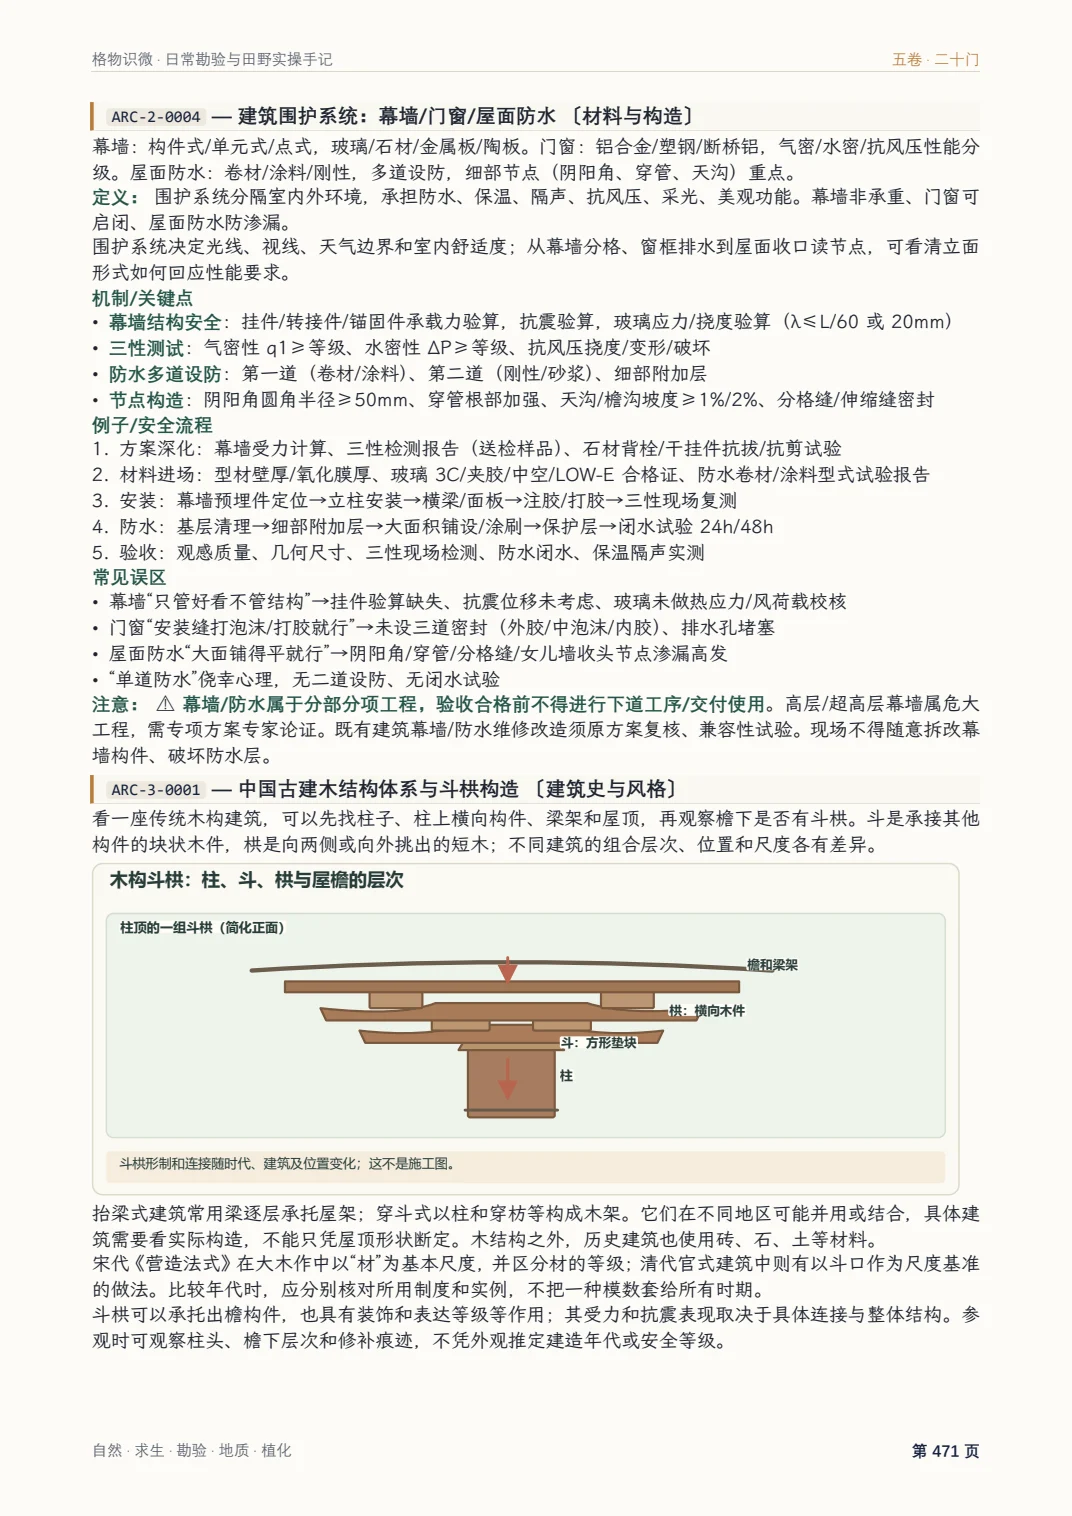 格物识微 · 日常勘验与田野实操手记
五卷 · 二十门
ARC-2-0004 — 建筑围护系统：幕墙/门窗/屋面防水 〔材料与构造〕
幕墙：构件式/单元式/点式，玻璃/石材/金属板/陶板。门窗：铝合金/塑钢/断桥铝，气密/水密/抗风压性能分
级。屋面防水：卷材/涂料/刚性，多道设防，细部节点（阴阳角、穿管、天沟）重点。
定义： 围护系统分隔室内外环境，承担防水、保温、隔声、抗风压、采光、美观功能。幕墙非承重、门窗可
启闭、屋面防水防渗漏。
围护系统决定光线、视线、天气边界和室内舒适度；从幕墙分格、窗框排水到屋面收口读节点，可看清立面
形式如何回应性能要求。
机制/关键点
• 幕墙结构安全：挂件/转接件/锚固件承载力验算，抗震验算，玻璃应力/挠度验算（λ≤L/60 或 20mm）
• 三性测试：气密性 q1≥等级、水密性 ΔP≥等级、抗风压挠度/变形/破坏
• 防水多道设防：第一道（卷材/涂料）、第二道（刚性/砂浆）、细部附加层
• 节点构造：阴阳角圆角半径≥50mm、穿管根部加强、天沟/檐沟坡度≥1%/2%、分格缝/伸缩缝密封
例子/安全流程
1. 方案深化：幕墙受力计算、三性检测报告（送检样品）、石材背栓/干挂件抗拔/抗剪试验
2. 材料进场：型材壁厚/氧化膜厚、玻璃 3C/夹胶/中空/LOW-E 合格证、防水卷材/涂料型式试验报告
3. 安装：幕墙预埋件定位→立柱安装→横梁/面板→注胶/打胶→三性现场复测
4. 防水：基层清理→细部附加层→大面积铺设/涂刷→保护层→闭水试验 24h/48h
5. 验收：观感质量、几何尺寸、三性现场检测、防水闭水、保温隔声实测
常见误区
• 幕墙“只管好看不管结构”→挂件验算缺失、抗震位移未考虑、玻璃未做热应力/风荷载校核
• 门窗“安装缝打泡沫/打胶就行”→未设三道密封（外胶/中泡沫/内胶）、排水孔堵塞
• 屋面防水“大面铺得平就行”→阴阳角/穿管/分格缝/女儿墙收头节点渗漏高发
• “单道防水”侥幸心理，无二道设防、无闭水试验
注意： ⚠ 幕墙/防水属于分部分项工程，验收合格前不得进行下道工序/交付使用。高层/超高层幕墙属危大
工程，需专项方案专家论证。既有建筑幕墙/防水维修改造须原方案复核、兼容性试验。现场不得随意拆改幕
墙构件、破坏防水层。
ARC-3-0001 — 中国古建木结构体系与斗栱构造 〔建筑史与风格〕
看一座传统木构建筑，可以先找柱子、柱上横向构件、梁架和屋顶，再观察檐下是否有斗栱。斗是承接其他
构件的块状木件，栱是向两侧或向外挑出的短木；不同建筑的组合层次、位置和尺度各有差异。
木构斗栱：柱、斗、栱与屋檐的层次
柱顶的一组斗栱（简化正面）
檐和梁架
栱：横向木件
斗：方形垫块
柱
斗栱形制和连接随时代、建筑及位置变化；这不是施工图。
抬梁式建筑常用梁逐层承托屋架；穿斗式以柱和穿枋等构成木架。它们在不同地区可能并用或结合，具体建
筑需要看实际构造，不能只凭屋顶形状断定。木结构之外，历史建筑也使用砖、石、土等材料。
宋代《营造法式》在大木作中以“材”为基本尺度，并区分材的等级；清代官式建筑中则有以斗口作为尺度基准
的做法。比较年代时，应分别核对所用制度和实例，不把一种模数套给所有时期。
斗栱可以承托出檐构件，也具有装饰和表达等级等作用；其受力和抗震表现取决于具体连接与整体结构。参
观时可观察柱头、檐下层次和修补痕迹，不凭外观推定建造年代或安全等级。
自然 · 求生 · 勘验 · 地质 · 植化
第 471 页